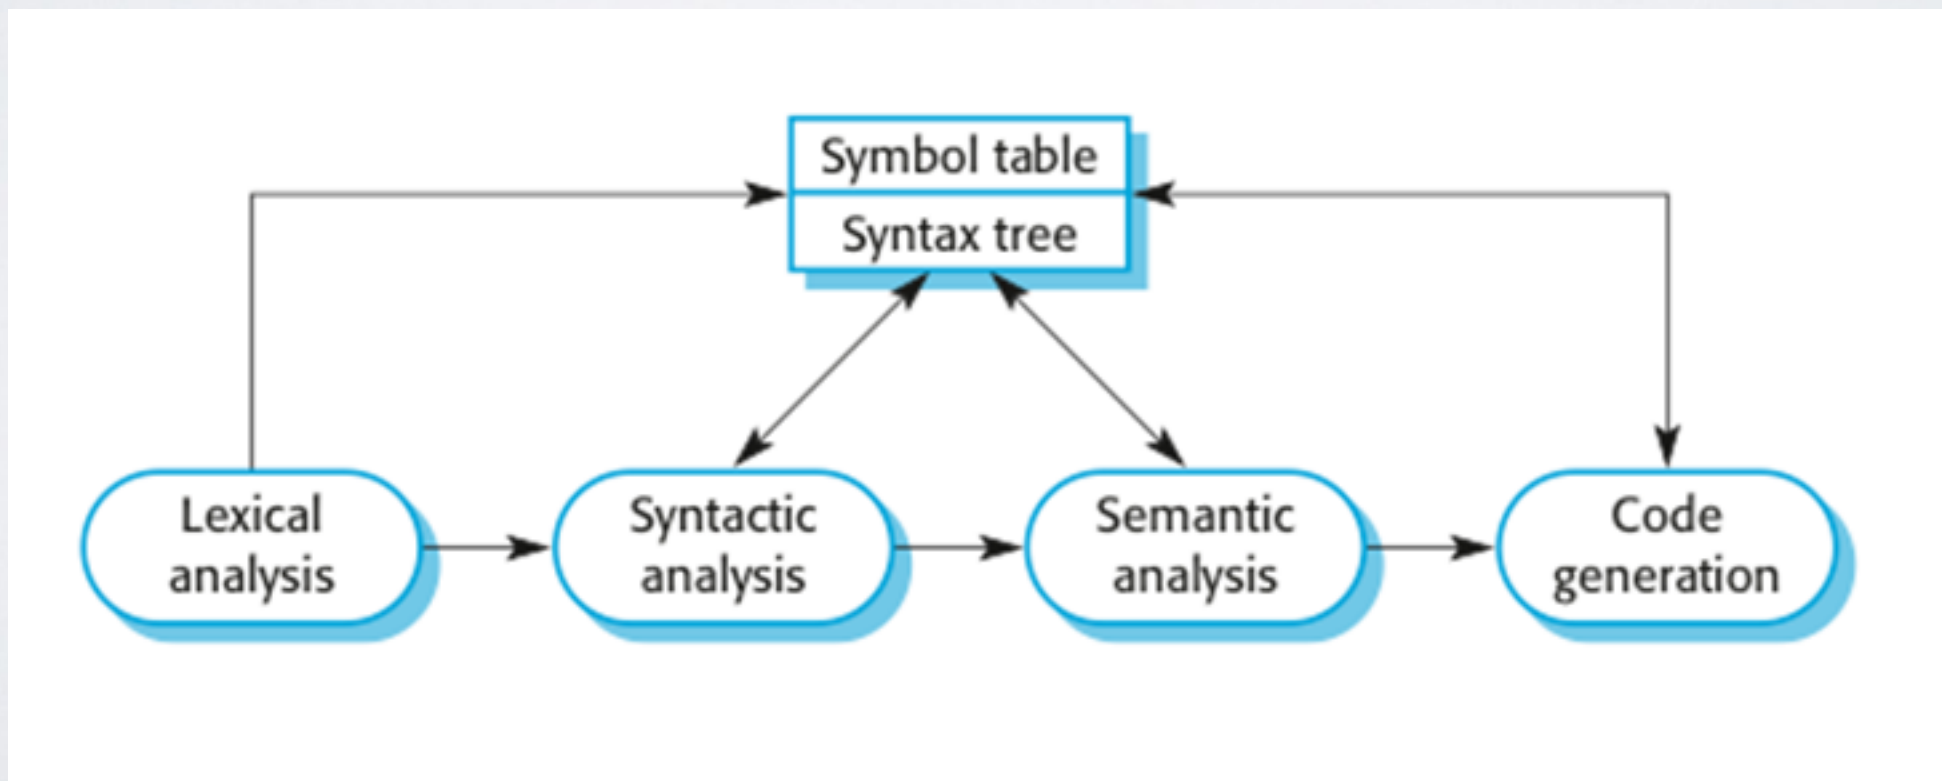 Symbol table
Syntax tree
Lexical
analysis
Syntactic
analysis
Semantic
analysis
Code
generation